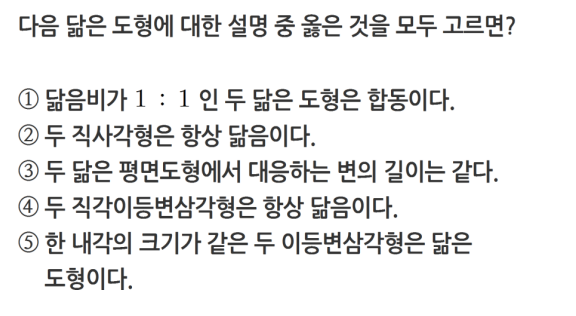 다음 닮은 도형에 대한 설명 중 옳은 것을 모두 고르면?
① 닮음비가 1 : 1 인 두 닮은 도형은 합동이다.
② 두 직사각형은 항상 닮음이다.
③ 두 닮은 평면도형에서 대응하는 변의 길이는 같다.
④ 두 직각이등변삼각형은 항상 닮음이다.
⑤ 한 내각의 크기가 같은 두 이등변삼각형은 닮은
도형이다.